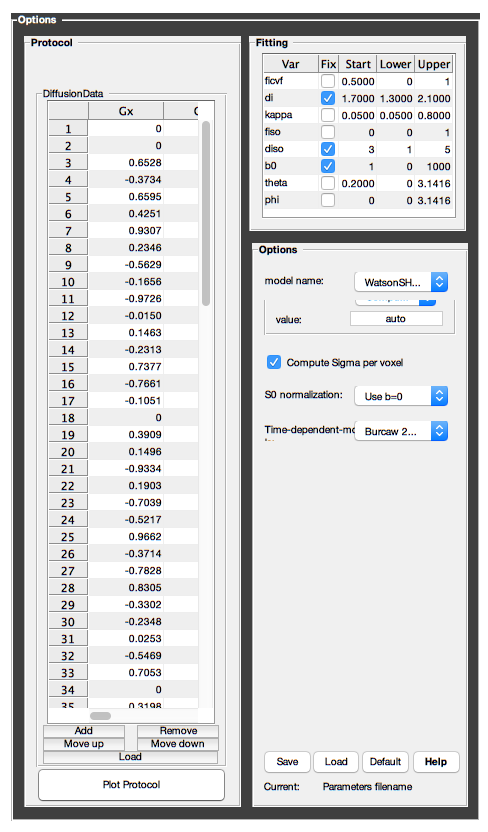 Options
Protocol
DiffusionData
Gx
1 0
2 0
3 0.6528
4 -0.3734
5 0.6595
6 0.4251
7 0.9307
8 0.2346
9 -0.5629
10 -0.1656
11 -0.9726
12 -0.0150
13 0.1463
14 -0.2313
15 0.7377
16 -0.7661
17 -0.1051
18 0
19 0.3909
20 0.1496
21 -0.9334
22 0.1903
23 -0.7039
24 -0.5217
25 0.9662
26 -0.3714
27 -0.7828
28 0.8305
29 -0.3302
30 -0.2348
31 0.0253
32 -0.5469
33 0.7053
34 0
35 0.3198
Add Remove
Move up Move down
Load
Plot Protocol
Fitting
Var Fix Start Lower Upper
ficvf 0.5000 0 1
di 1.7000 1.3000 2.1000
kappa 0.0500 0.0500 0.8000
fiso 0 0 1
diso 3 1 5
b0 1 0 1000
theta 0.2000 0 3.1416
phi 0 0 3.1416
Options
model name: WatsonSH...
value: auto
Compute Sigma per voxel
S0 normalization: Use b=0
Time-dependent-mo Burcaw 2...
Save Load Default Help
Current: Parameters filename